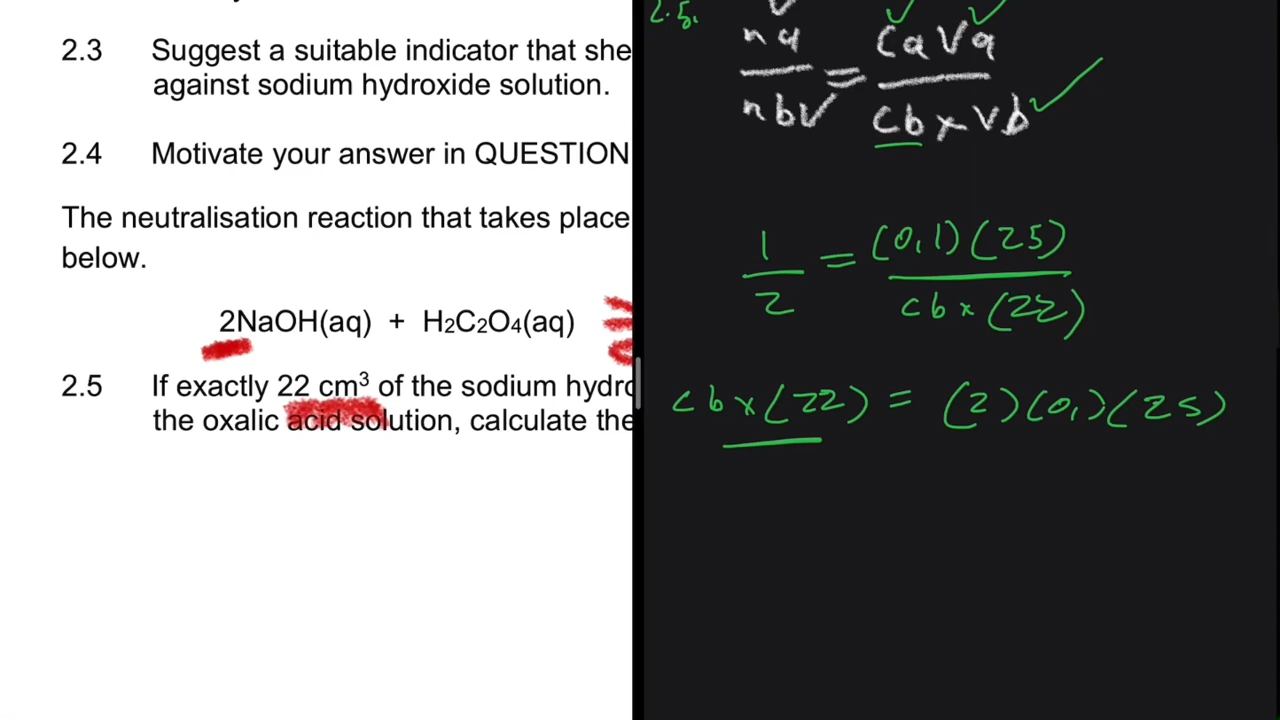 2.3 Suggest a suitable indicator that she
against sodium hydroxide solution.
2.4 Motivate your answer in QUESTION
The neutralisation reaction that takes place
below.
2NaOH(aq) + H2C2O4(aq)
2.5 If exactly 22 cm³ of the sodium hydro
the oxalic acid solution, calculate the
2.5.
na/nb = CaVa/Cb×Vb
1/2 = (0,1)(25)/cb×(22)
cb×(22) = (2)(0,)(25)